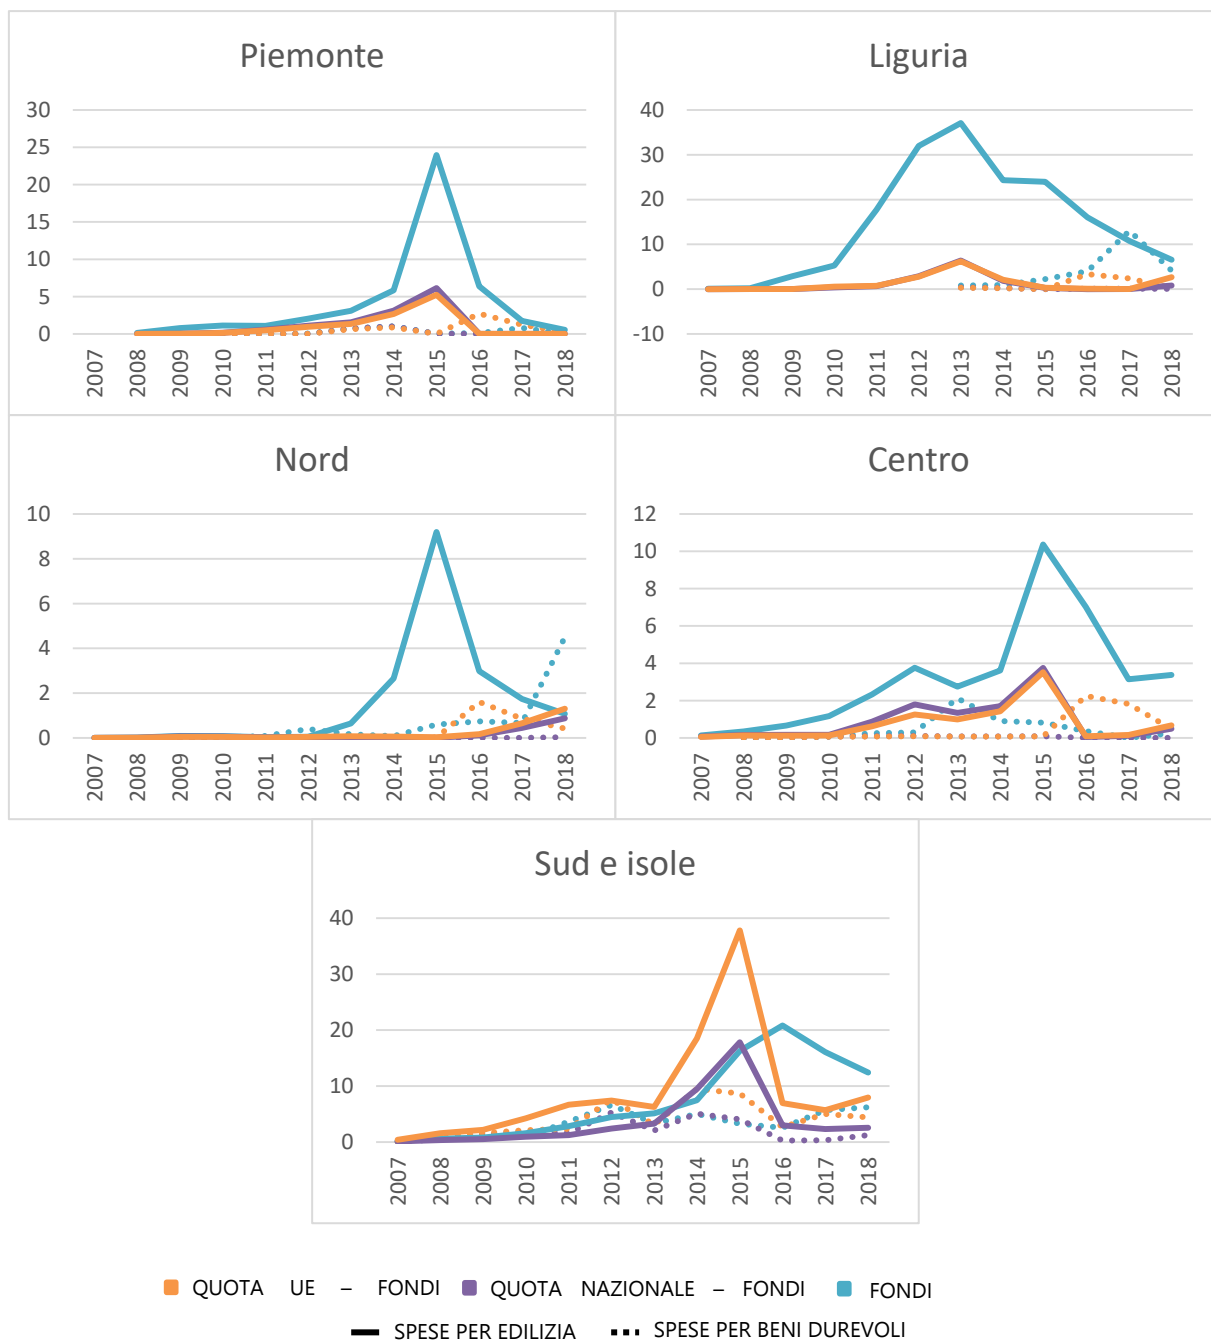 Piemonte
30
25
20
15
10
5
0
2007 2008 2009 2010 2011 2012 2013 2014 2015 2016 2017 2018
Liguria
40
30
20
10
0
-10
2007 2008 2009 2010 2011 2012 2013 2014 2015 2016 2017 2018
Nord
10
8
6
4
2
0
2007 2008 2009 2010 2011 2012 2013 2014 2015 2016 2017 2018
Centro
12
10
8
6
4
2
0
2007 2008 2009 2010 2011 2012 2013 2014 2015 2016 2017 2018
Sud e isole
40
30
20
10
0
2007 2008 2009 2010 2011 2012 2013 2014 2015 2016 2017 2018
QUOTA UE – FONDI QUOTA NAZIONALE – FONDI FONDI
SPESE PER EDILIZIA SPESE PER BENI DUREVOLI